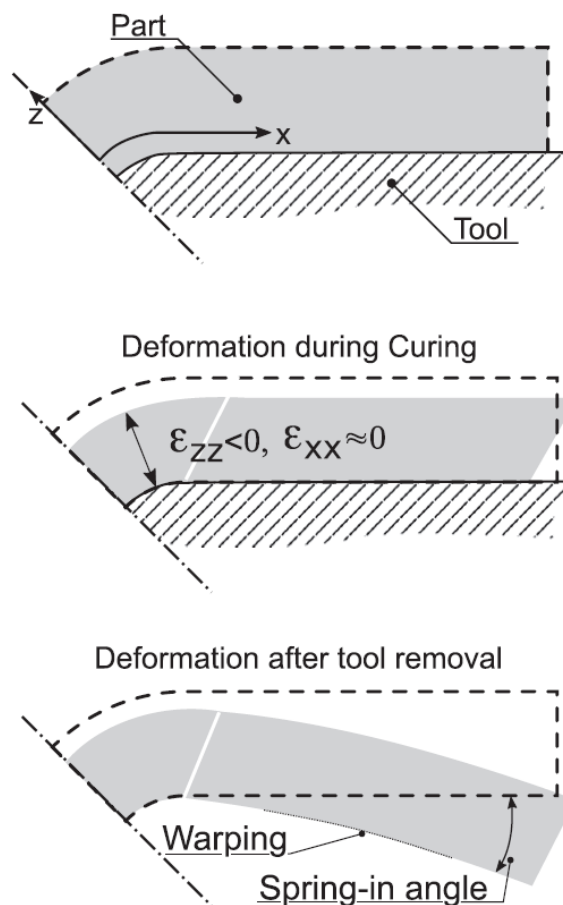 Part
z
x
Tool
Deformation during Curing
εzz<0, εxx≈0
Deformation after tool removal
Warping
Spring-in angle